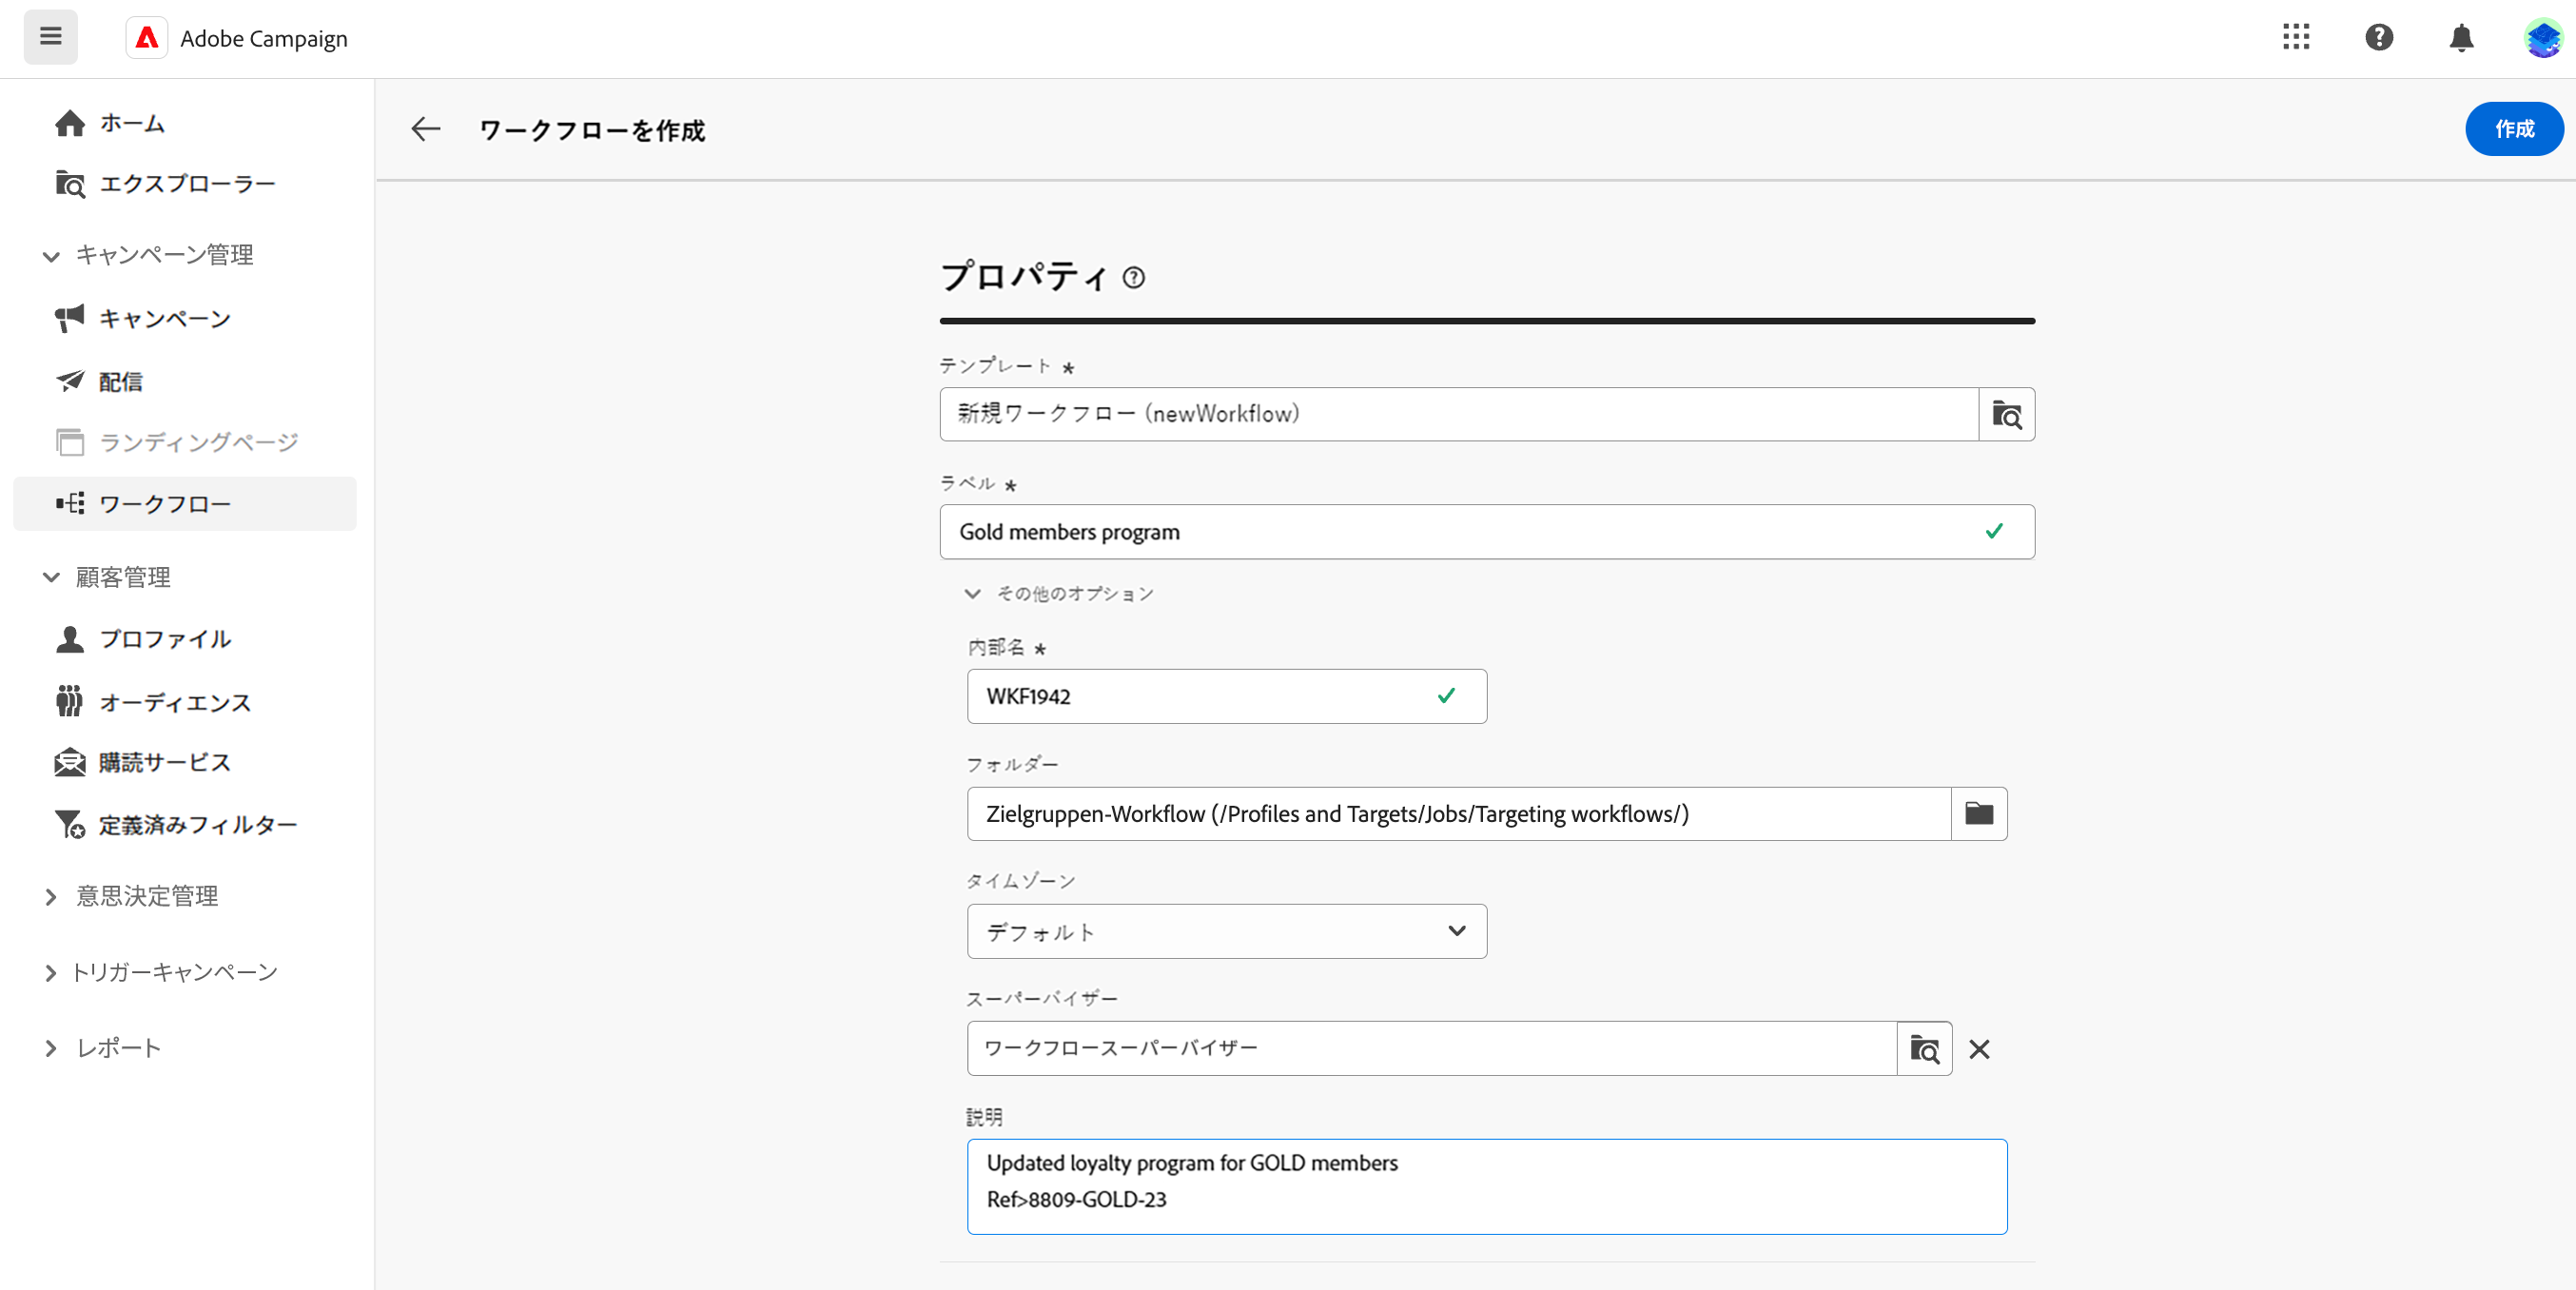 Adobe Campaign
ホーム
エクスプローラー
キャンペーン管理
キャンペーン
配信
ランディングページ
ワークフロー
顧客管理
プロファイル
オーディエンス
購読サービス
定義済みフィルター
意思決定管理
トリガーキャンペーン
レポート
ワークフローを作成
作成
プロパティ
テンプレート *
新規ワークフロー (newWorkflow)
ラベル *
Gold members program
その他のオプション
内部名 *
WKF1942
フォルダー
Zielgruppen-Workflow (/Profiles and Targets/Jobs/Targeting workflows/)
タイムゾーン
デフォルト
スーパーバイザー
ワークフロースーパーバイザー
説明
Updated loyalty program for GOLD members
Ref>8809-GOLD-23